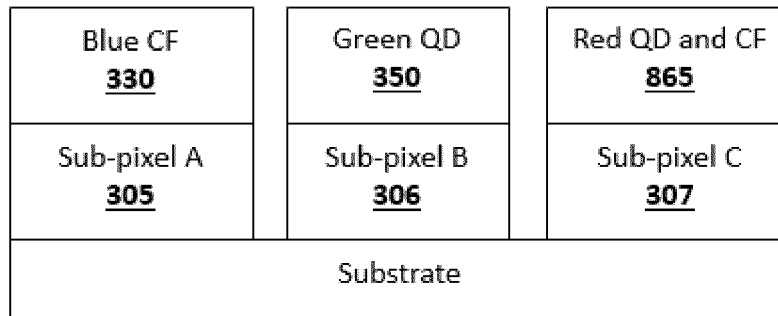 Blue CF
330
Green QD
350
Red QD and CF
865
Sub-pixel A
305
Sub-pixel B
306
Sub-pixel C
307
Substrate